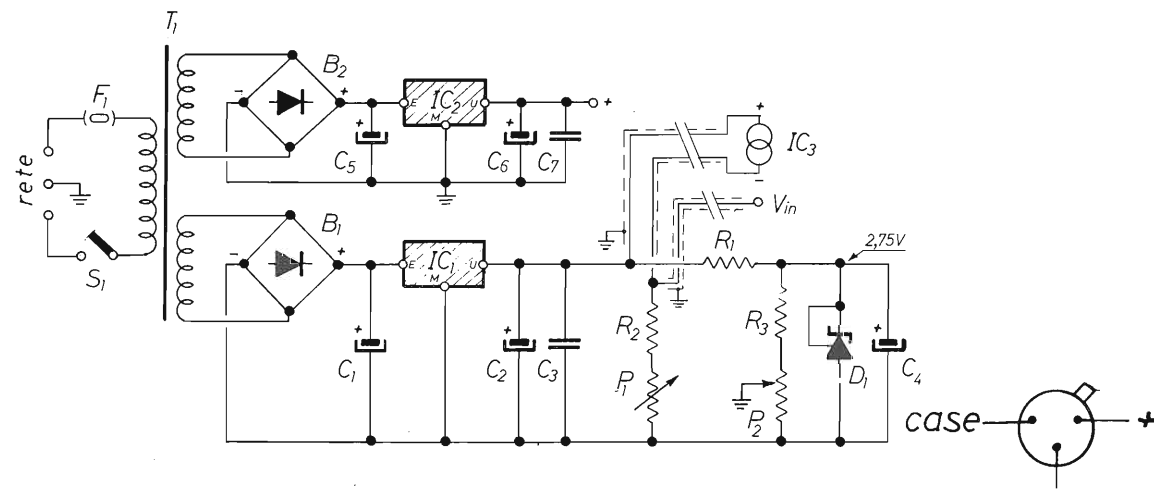 T1
B2
F1
- + E IC2 U + +
M
+ + +
C5 C6 C7
IC3
-
rete
Vin
B1
R1
2,75V
S1
- + E IC1 U
M
R2 R3
+ + +
C1 C2 C3 P1 D1 C4
P2
case +